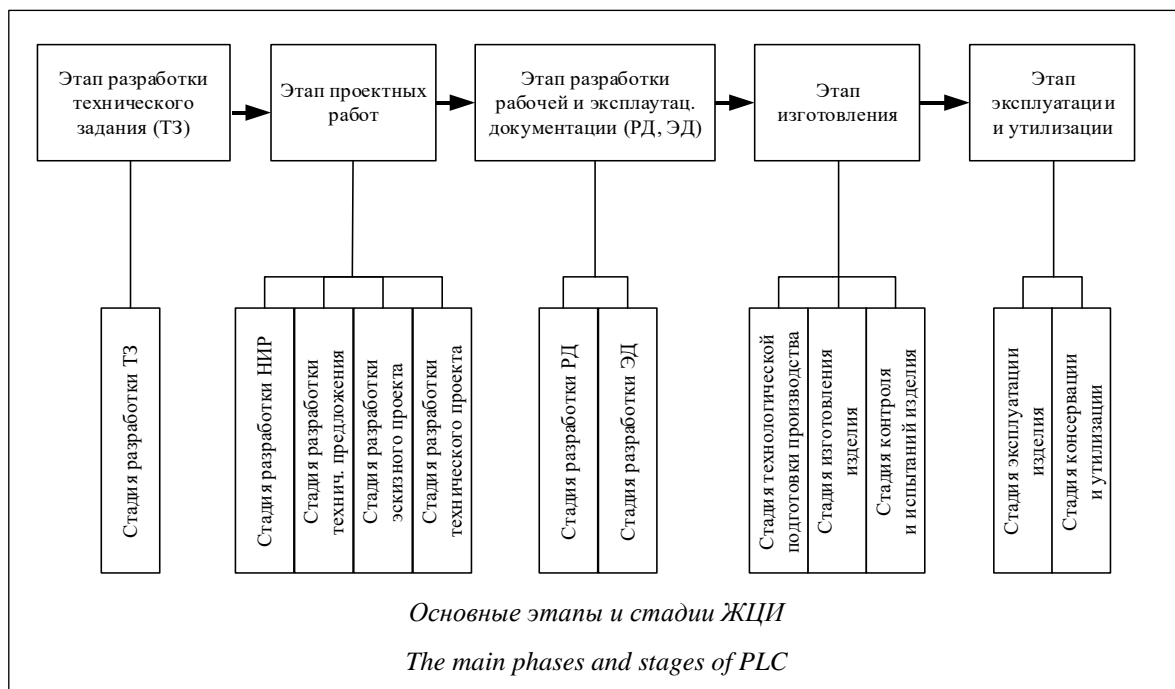 Этап разработки
технического
задания (ТЗ)
Этап проектных
работ
Этап разработки
рабочей и эксплаутац.
документации (РД, ЭД)
Этап
изготовления
Этап
эксплуатации
и утилизации
Стадия разработки ТЗ
Стадия разработки НИР
Стадия разработки
технич. предложения
Стадия разработки
эскизного проекта
Стадия разработки
технического проекта
Стадия разработки РД
Стадия разработки ЭД
Стадия технологической
подготовки производства
Стадия изготовления
изделия
Стадия контроля
и испытаний изделия
Стадия эксплуатации
изделия
Стадия консервации
и утилизации
Основные этапы и стадии ЖЦИ
The main phases and stages of PLC